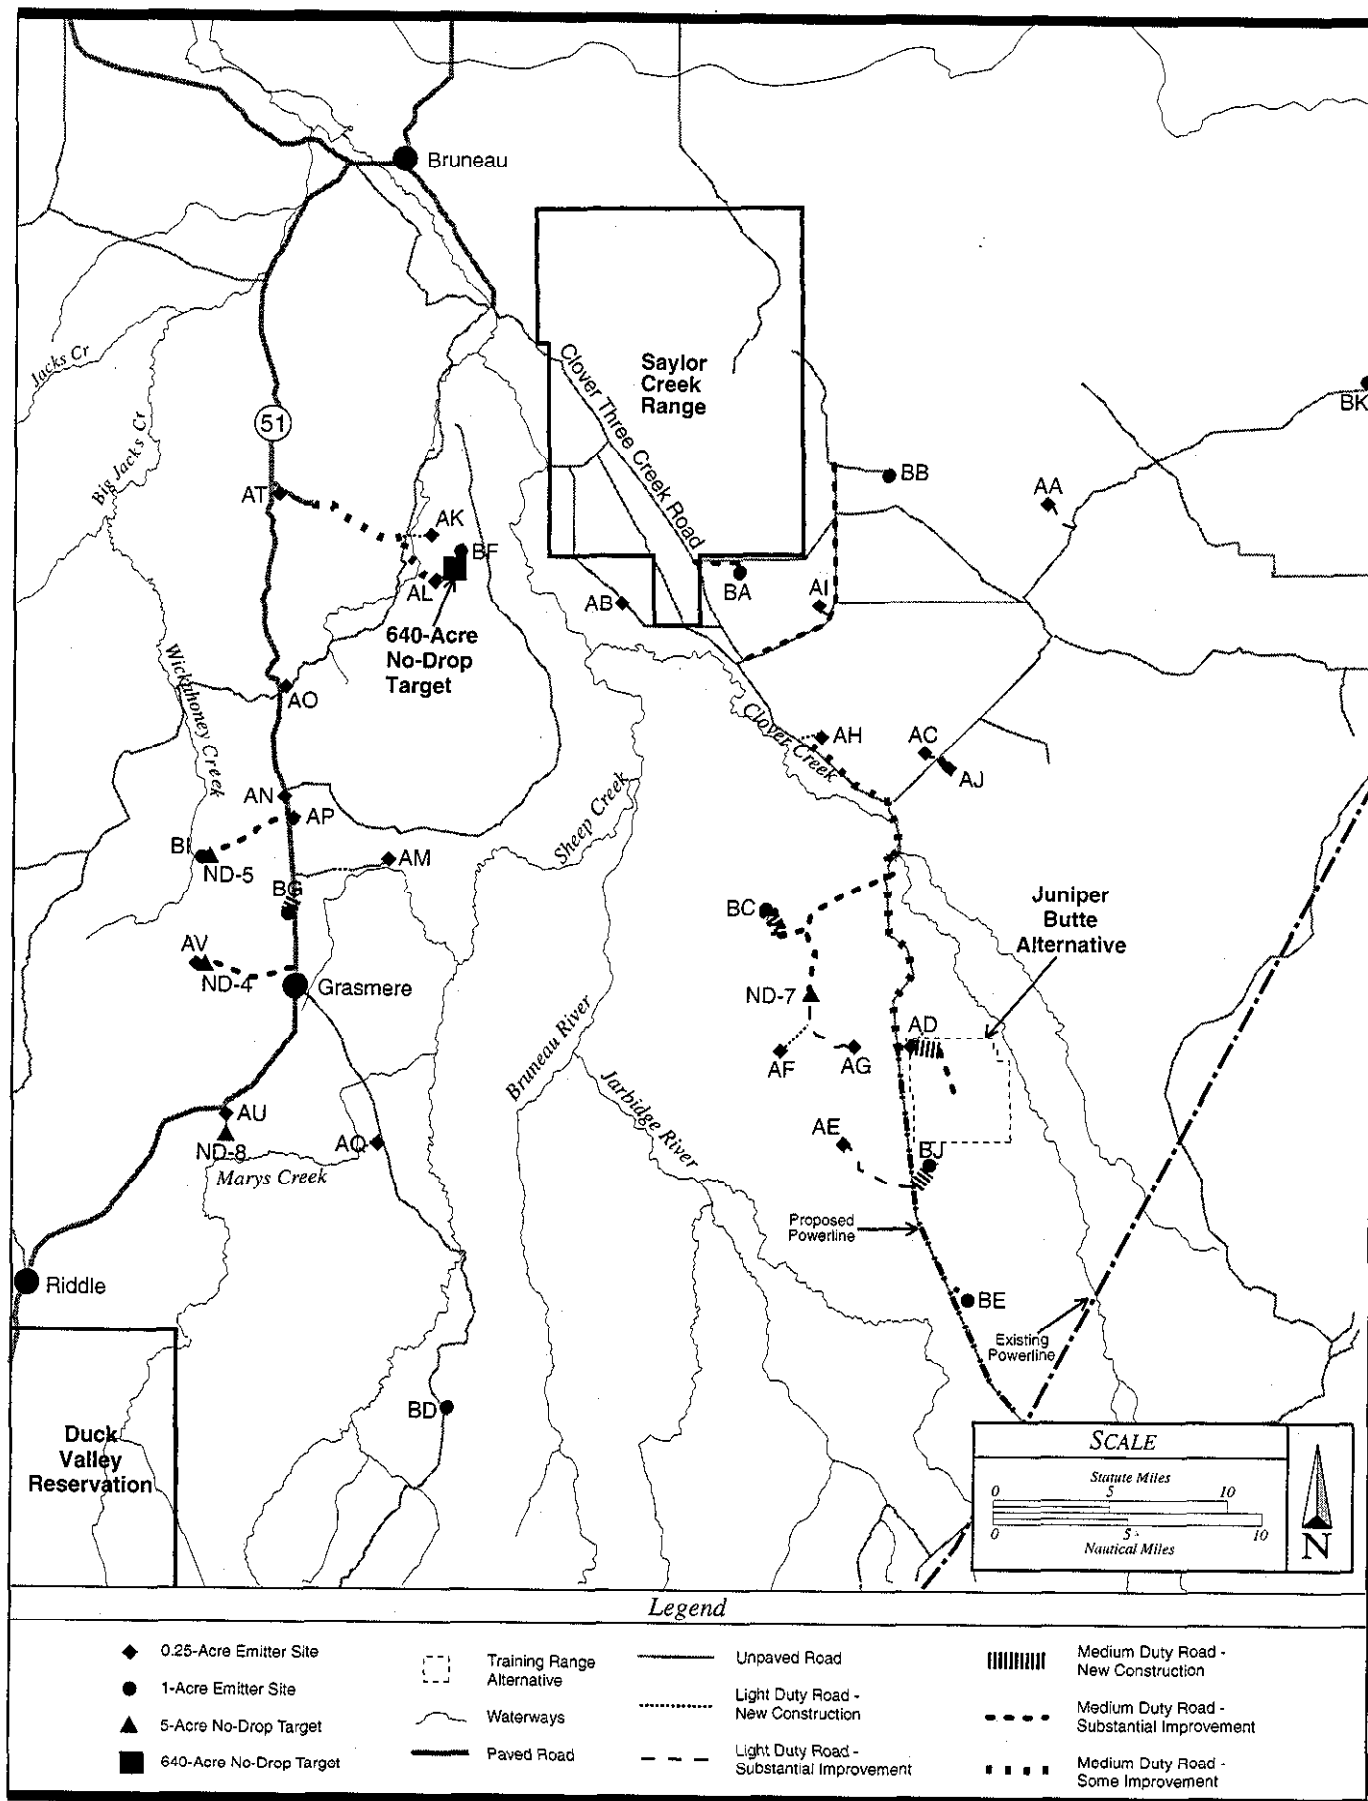 Bruneau
Saylor
Creek
Range
Clover Three Creek Road
Jacks Cr
Big Jacks Cr
51
BK
BB
AA
AT
AK
BF
AL
BA
AI
AB
640-Acre
No-Drop
Target
Wickahoney Creek
AO
Clover Creek
AH
AC
AJ
AN
AP
Sheep Creek
BI
ND-5
AM
BG
BC
Juniper
Butte
Alternative
AV
ND-4
Grasmere
ND-7
Bruneau River
AD
AF
AG
Jarbidge River
AU
AE
ND-8
AQ
BJ
Marys Creek
Proposed
Powerline
Riddle
BE
Existing
Powerline
BD
Duck
Valley
Reservation
SCALE
Statute Miles
0 5 10
0 5 10
Nautical Miles
N
Legend
0.25-Acre Emitter Site
1-Acre Emitter Site
5-Acre No-Drop Target
640-Acre No-Drop Target
Training Range
Alternative
Waterways
Paved Road
Unpaved Road
Light Duty Road -
New Construction
Light Duty Road -
Substantial Improvement
Medium Duty Road -
New Construction
Medium Duty Road -
Substantial Improvement
Medium Duty Road -
Some Improvement